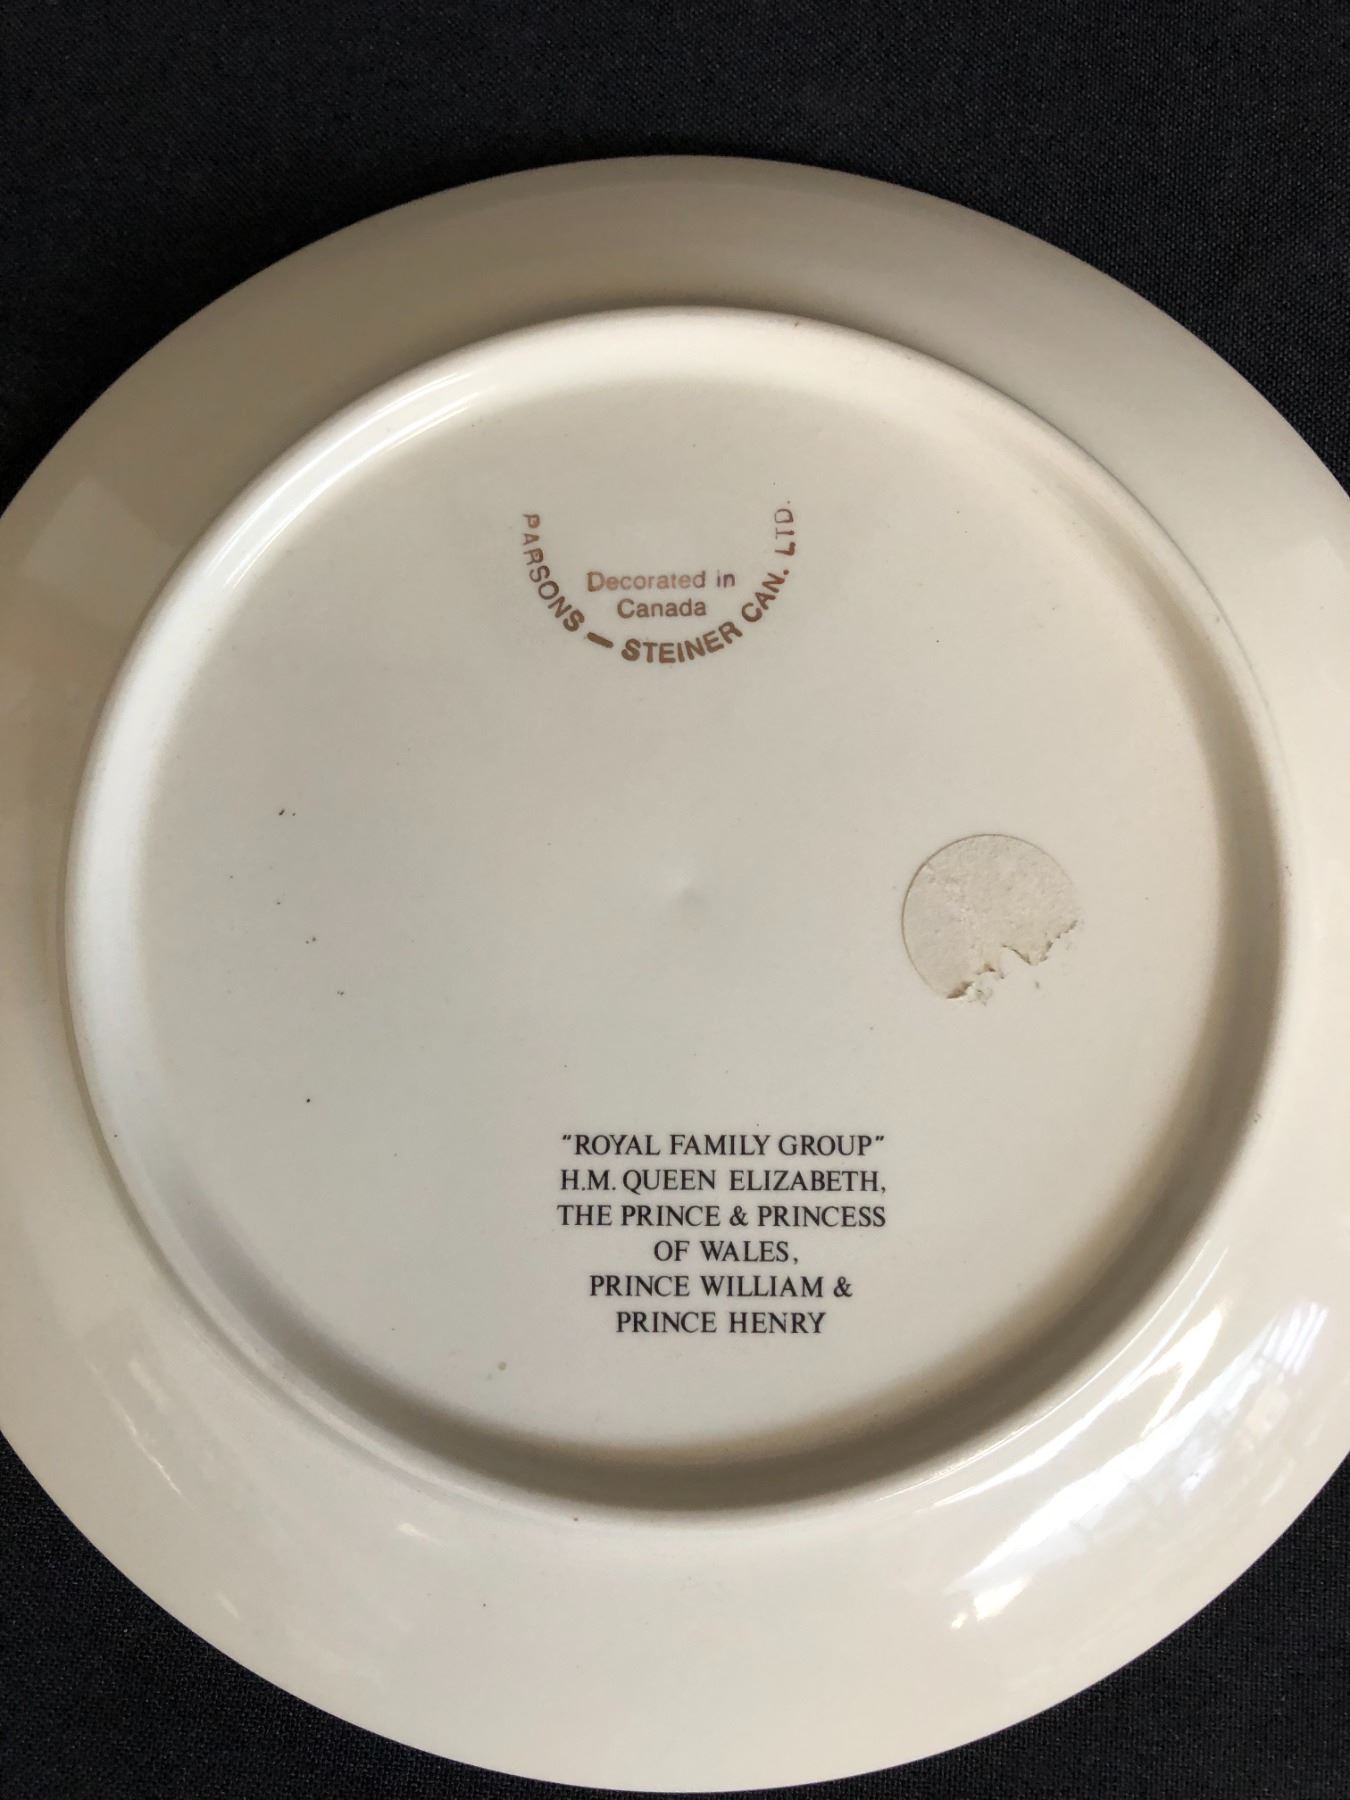 Decorated in
Canada
PARSONS — STEINER CAN. LTD.
"ROYAL FAMILY GROUP"
H.M. QUEEN ELIZABETH,
THE PRINCE & PRINCESS
OF WALES,
PRINCE WILLIAM &
PRINCE HENRY